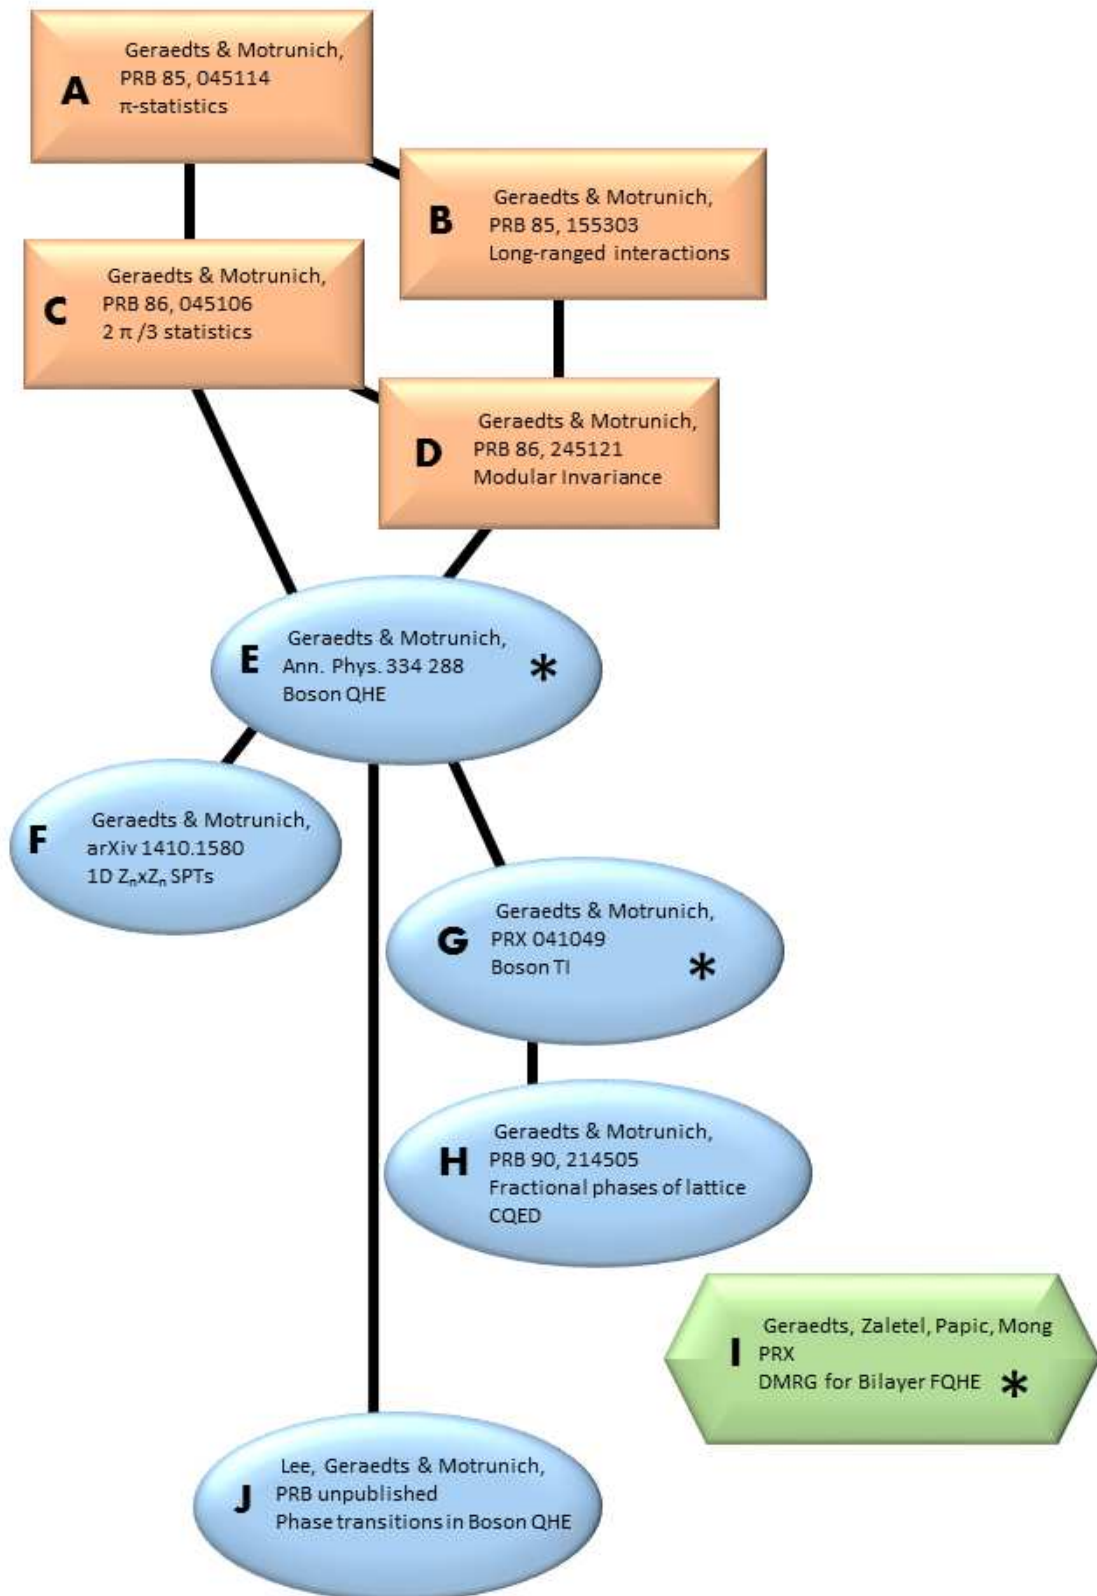 A
Geraedts & Motrunich,
PRB 85, 045114
π-statistics
B
Geraedts & Motrunich,
PRB 85, 155303
Long-ranged interactions
C
Geraedts & Motrunich,
PRB 86, 045106
2 π /3 statistics
D
Geraedts & Motrunich,
PRB 86, 245121
Modular Invariance
E
Geraedts & Motrunich,
Ann. Phys. 334 288
Boson QHE
*
F
Geraedts & Motrunich,
arXiv 1410.1580
1D ZₙxZₙ SPTs
G
Geraedts & Motrunich,
PRX 041049
Boson TI
*
H
Geraedts & Motrunich,
PRB 90, 214505
Fractional phases of lattice
CQED
I
Geraedts, Zaletel, Papic, Mong
PRX
DMRG for Bilayer FQHE
*
J
Lee, Geraedts & Motrunich,
PRB unpublished
Phase transitions in Boson QHE